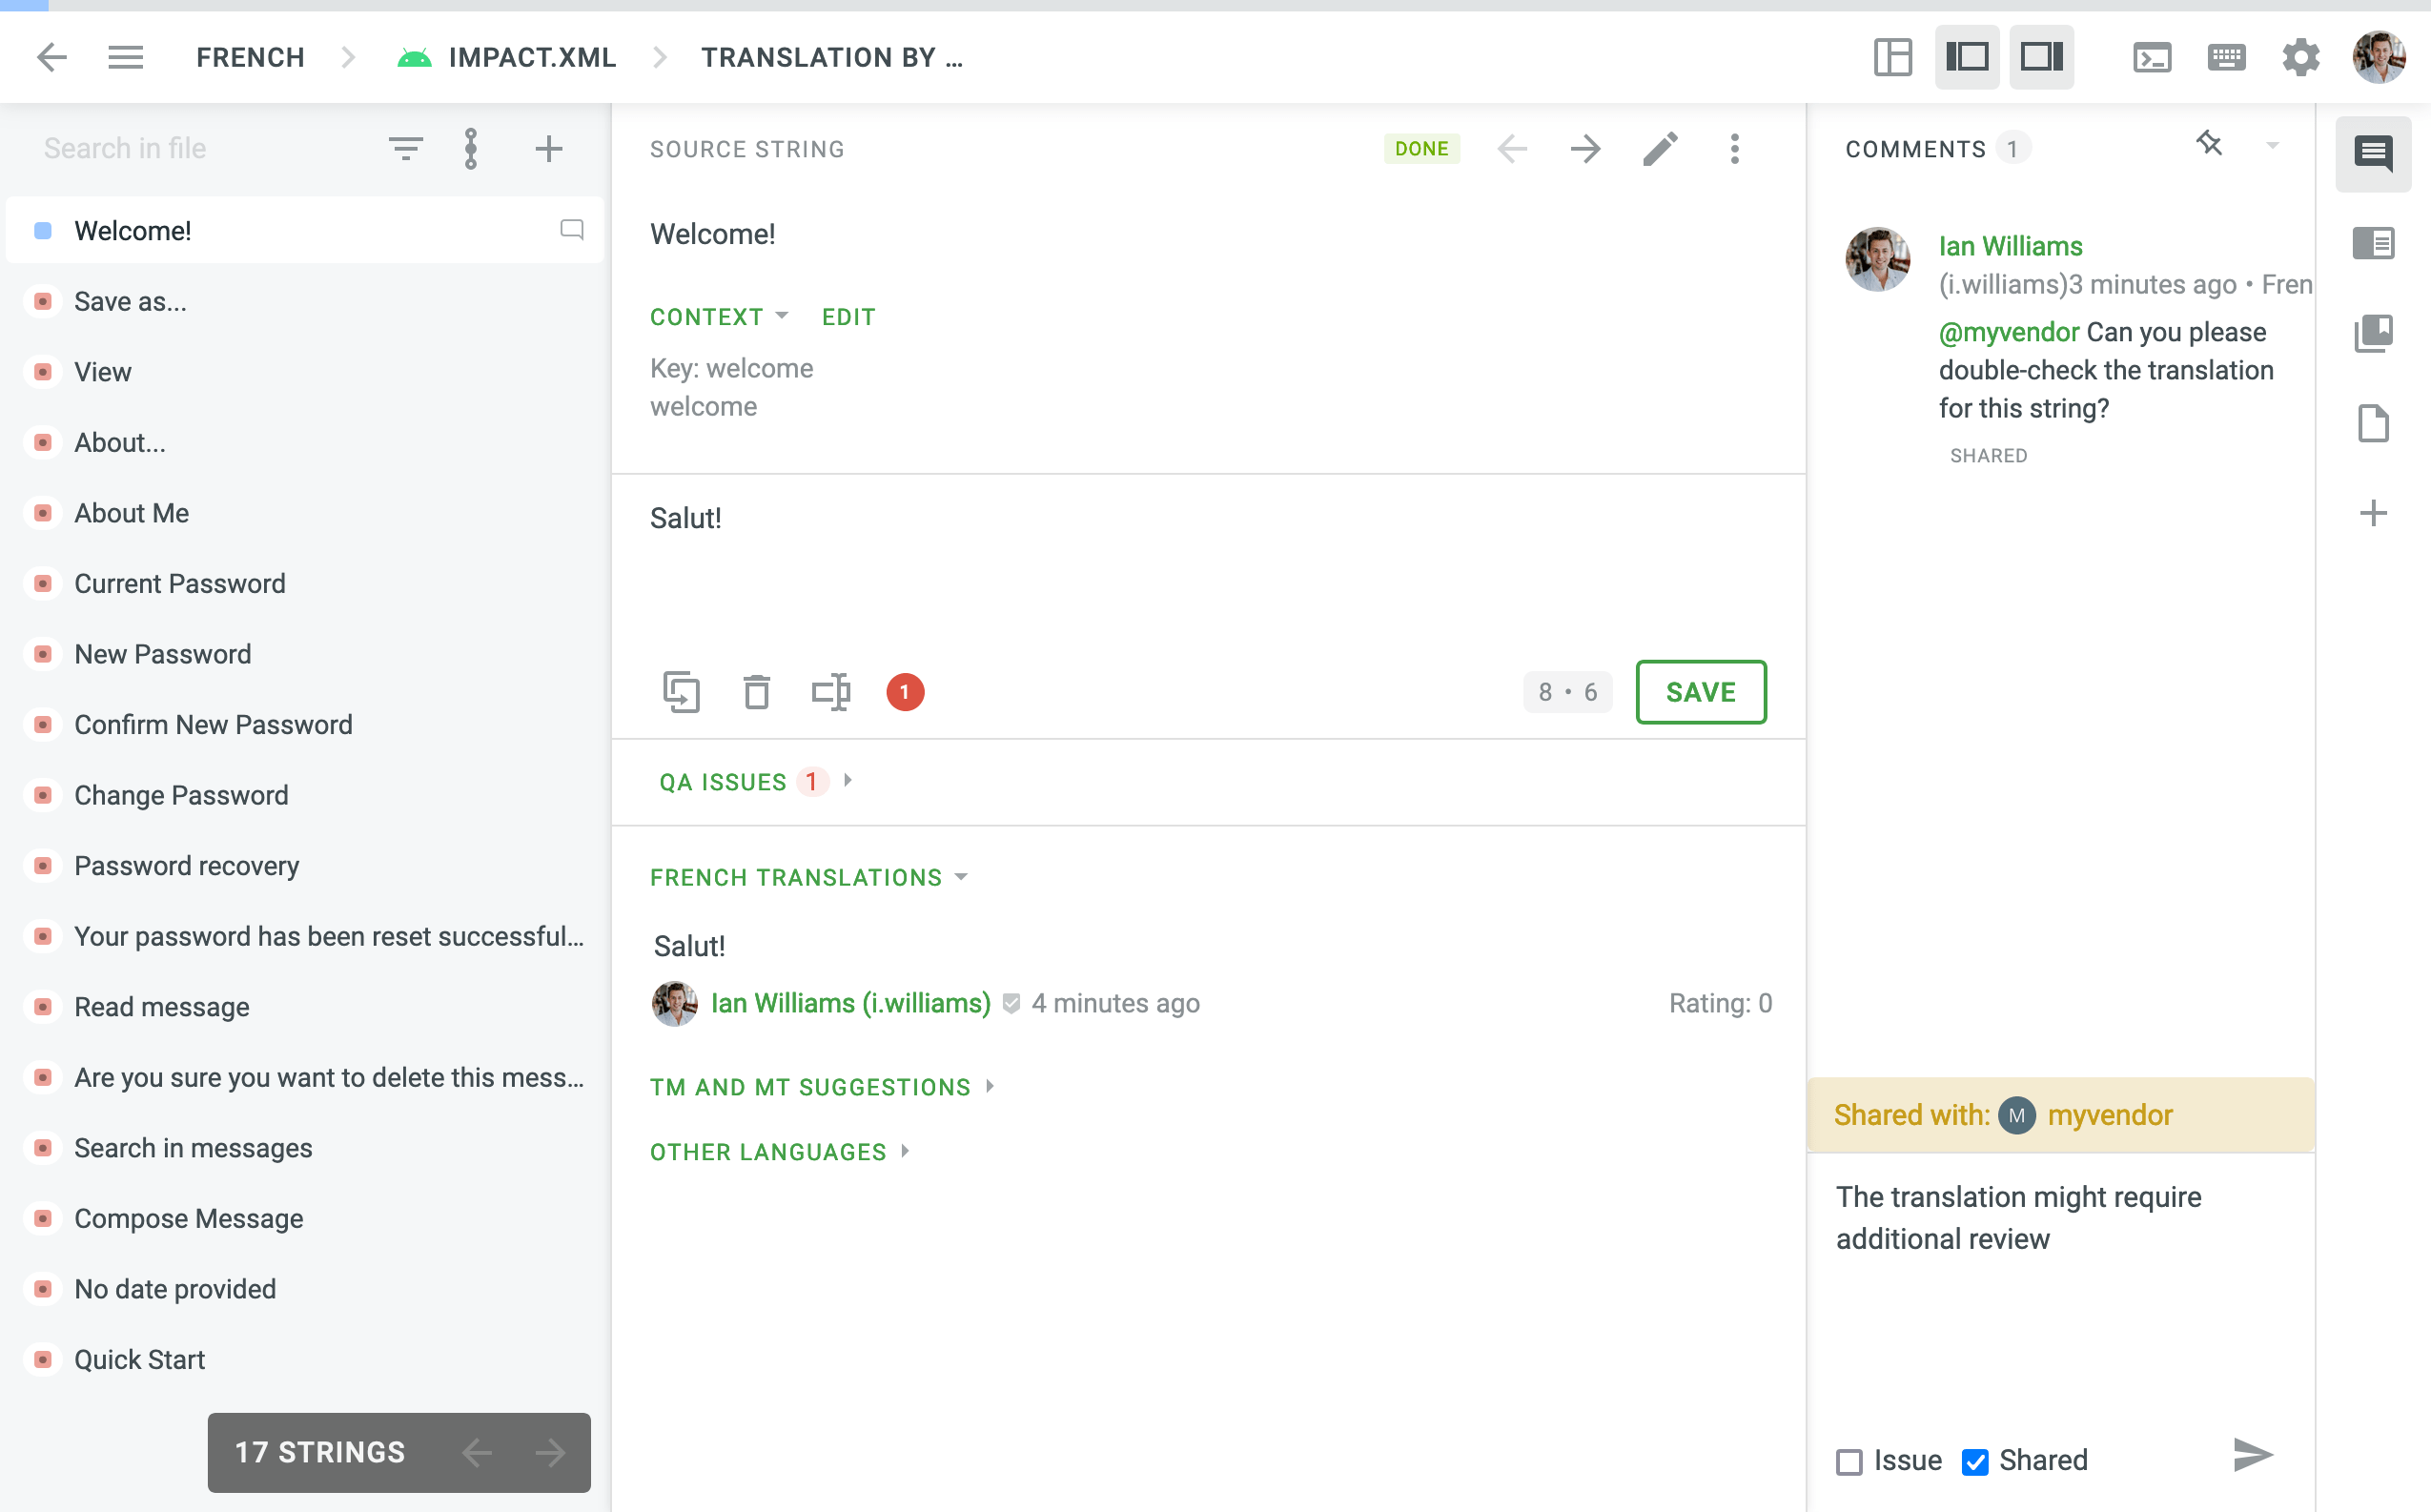 FRENCH
IMPACT.XML
TRANSLATION BY ...
Search in file
Welcome!
Save as...
View
About...
About Me
Current Password
New Password
Confirm New Password
Change Password
Password recovery
Your password has been reset successful...
Read message
Are you sure you want to delete this mess...
Search in messages
Compose Message
No date provided
Quick Start
17 STRINGS
SOURCE STRING
DONE
Welcome!
CONTEXT
EDIT
Key: welcome
welcome
Salut!
1
8 • 6
SAVE
QA ISSUES 1
FRENCH TRANSLATIONS
Salut!
Ian Williams (i.williams) 4 minutes ago
Rating: 0
TM AND MT SUGGESTIONS
OTHER LANGUAGES
COMMENTS 1
Ian Williams
(i.williams)3 minutes ago • Fren
@myvendor Can you please
double-check the translation
for this string?
SHARED
Shared with: M myvendor
The translation might require
additional review
Issue
Shared